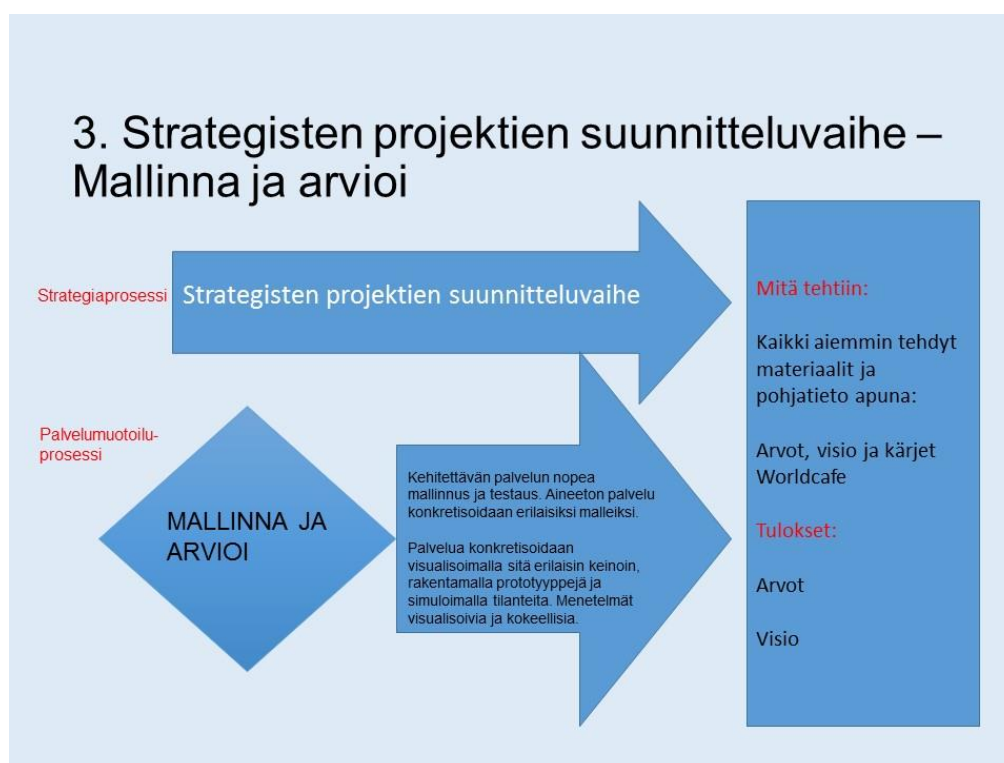 3. Strategisten projektien suunnitteluvaihe –
Mallinna ja arvioi
Strategiaprosessi
Strategisten projektien suunnitteluvaihe
Palvelumuotoilu-
prosessi
MALLINNA JA
ARVIOI
Kehitettävän palvelun nopea
mallinnus ja testaus. Aineeton palvelu
konkretisoidaan erilaisiksi malleiksi.
Palvelua konkretisoidaan
visualisoimalla sitä erilaisin keinoin,
rakentamalla prototyyppejä ja
simuloimalla tilanteita. Menetelmät
visualisoivia ja kokeellisia.
Mitä tehtiin:
Kaikki aiemmin tehdyt
materiaalit ja
pohjatieto apuna:
Arvot, visio ja kärjet
Worldcafe
Tulokset:
Arvot
Visio